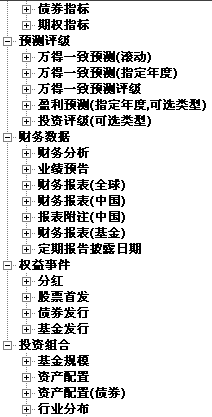 债券指标
期权指标
预测评级
万得一致预测(滚动)
万得一致预测(指定年度)
万得一致预测评级
盈利预测(指定年度,可选类型)
投资评级(可选类型)
财务数据
财务分析
业绩预告
财务报表(全球)
财务报表(中国)
报表附注(中国)
财务报表(基金)
定期报告披露日期
权益事件
分红
股票首发
债券发行
基金发行
投资组合
基金规模
资产配置
资产配置(债券)
行业分布